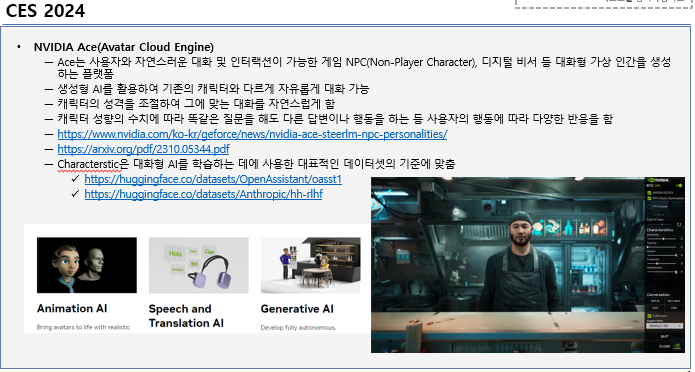 CES 2024
• NVIDIA Ace(Avatar Cloud Engine)
— Ace는 사용자와 자연스러운 대화 및 인터랙션이 가능한 게임 NPC(Non-Player Character), 디지털 비서 등 대화형 가상 인간을 생성
하는 플랫폼
— 생성형 AI를 활용하여 기존의 캐릭터와 다르게 자유롭게 대화 가능
— 캐릭터의 성격을 조절하여 그에 맞는 대화를 자연스럽게 함
— 캐릭터 성향의 수치에 따라 똑같은 질문을 해도 다른 답변이나 행동을 하는 등 사용자의 행동에 따라 다양한 반응을 함
— https://www.nvidia.com/ko-kr/geforce/news/nvidia-ace-steerlm-npc-personalities/
— https://arxiv.org/pdf/2310.05344.pdf
— Characterstic은 대화형 AI를 학습하는 데에 사용한 대표적인 데이터셋의 기준에 맞춤
✓ https://huggingface.co/datasets/OpenAssistant/oasst1
✓ https://huggingface.co/datasets/Anthropic/hh-rlhf
Hola
Animation AI
Bring avatars to life with realistic
Speech and
Translation AI
Generative AI
Develop fully autonomous,
NVIDIA
RTX ON
Characteristics
Conversation
QUIT
CLOSE